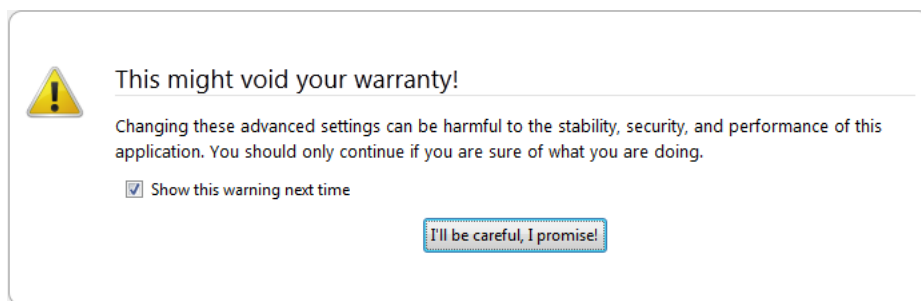 This might void your warranty!
Changing these advanced settings can be harmful to the stability, security, and performance of this
application. You should only continue if you are sure of what you are doing.
Show this warning next time
I'll be careful, I promise!